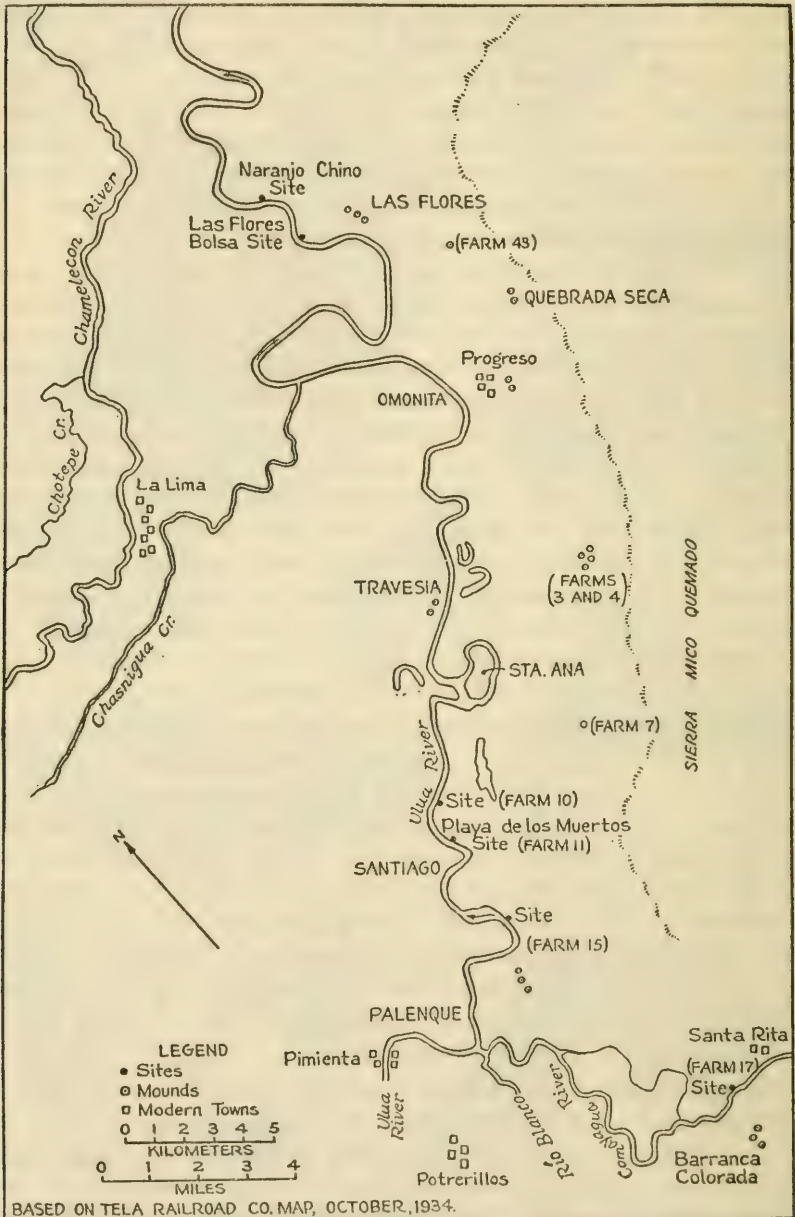 Chamelecon River
Naranjo Chino
Site
LAS FLORES
Las Flores
Bolsa Site
(FARM 43)
QUEBRADA SECA
Progreso
OMONITA
Chotepe Cr.
La Lima
TRAVESIA
(FARMS
3 AND 4)
SIERRA MICO QUEMADO
Chasnigua Cr.
STA. ANA
(FARM 7)
Ulua River
Site (FARM 10)
Playa de los Muertos
Site (FARM 11)
N
SANTIAGO
Site
(FARM 15)
PALENQUE
LEGEND
Sites
Mounds
Modern Towns
0 1 2 3 4 5
KILOMETERS
0 1 2 3 4
MILES
Pimienta
Ulua
River
Potrerillos
Rio Blanco
Comayagua River
Santa Rita
(FARM 17)
Site
Barranca
Colorada
BASED ON TELA RAILROAD CO. MAP, OCTOBER, 1934.